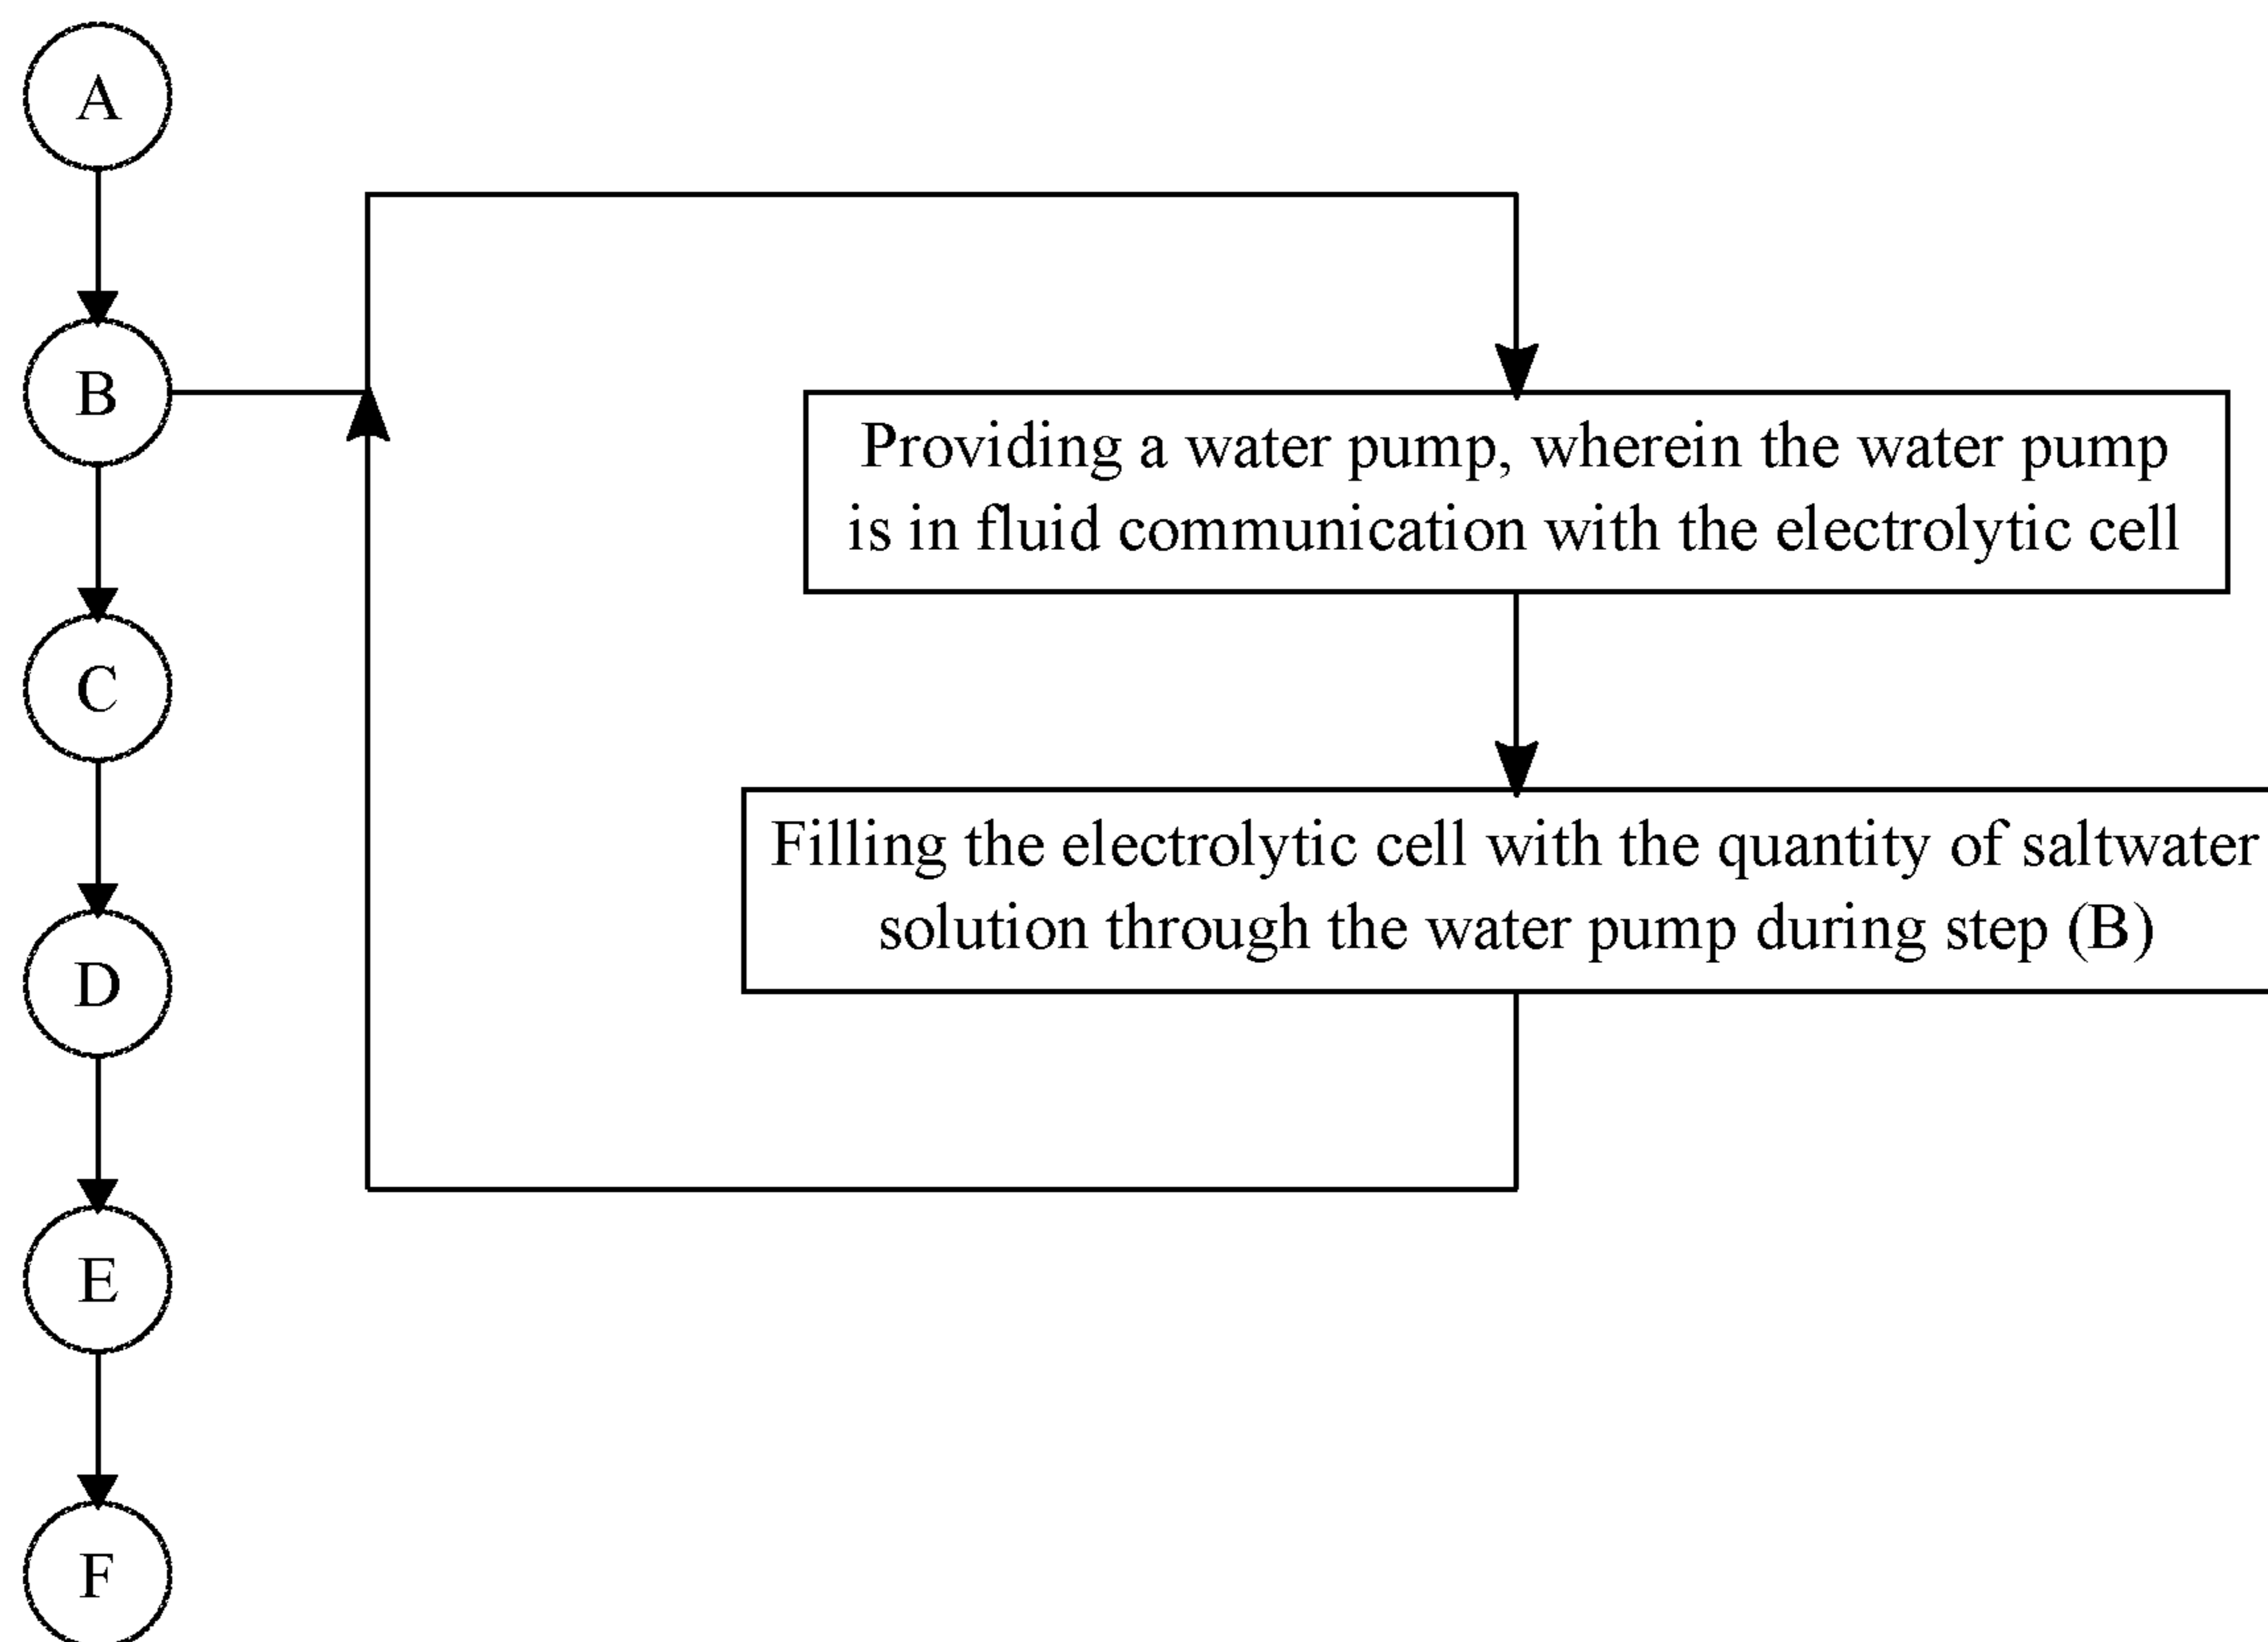 A
B
Providing a water pump, wherein the water pump
is in fluid communication with the electrolytic cell
C
Filling the electrolytic cell with the quantity of saltwater
solution through the water pump during step (B)
D
E
F